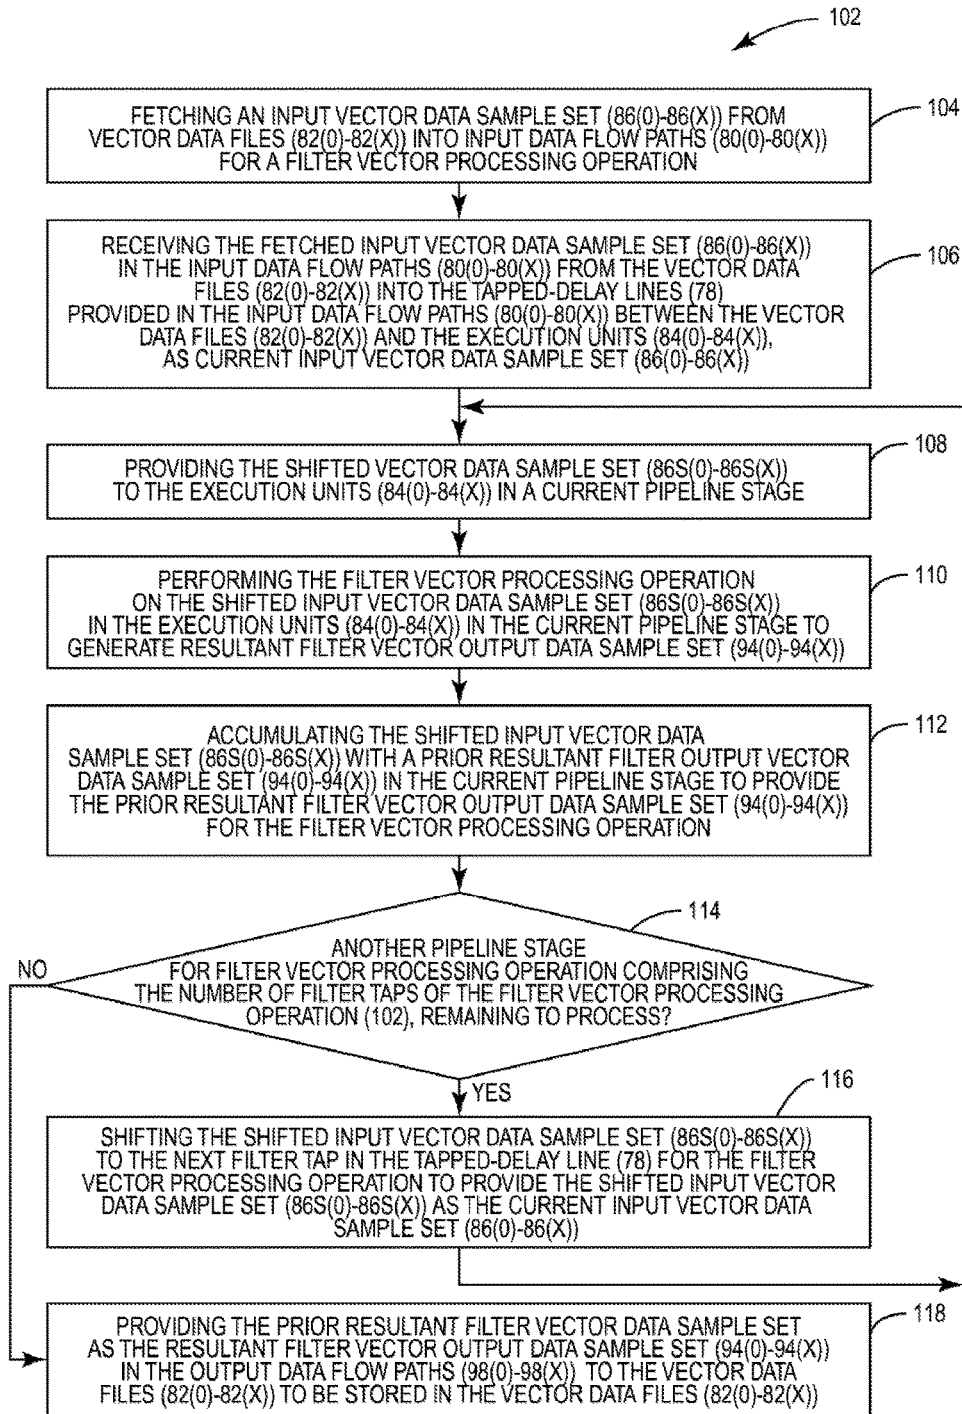 102
FETCHING AN INPUT VECTOR DATA SAMPLE SET (86(0)-86(X)) FROM
VECTOR DATA FILES (82(0)-82(X)) INTO INPUT DATA FLOW PATHS (80(0)-80(X))
FOR A FILTER VECTOR PROCESSING OPERATION
104
RECEIVING THE FETCHED INPUT VECTOR DATA SAMPLE SET (86(0)-86(X))
IN THE INPUT DATA FLOW PATHS (80(0)-80(X)) FROM THE VECTOR DATA
FILES (82(0)-82(X)) INTO THE TAPPED-DELAY LINES (78)
PROVIDED IN THE INPUT DATA FLOW PATHS (80(0)-80(X)) BETWEEN THE VECTOR
DATA FILES (82(0)-82(X)) AND THE EXECUTION UNITS (84(0)-84(X)),
AS CURRENT INPUT VECTOR DATA SAMPLE SET (86(0)-86(X))
106
PROVIDING THE SHIFTED VECTOR DATA SAMPLE SET (86S(0)-86S(X))
TO THE EXECUTION UNITS (84(0)-84(X)) IN A CURRENT PIPELINE STAGE
108
PERFORMING THE FILTER VECTOR PROCESSING OPERATION
ON THE SHIFTED INPUT VECTOR DATA SAMPLE SET (86S(0)-86S(X))
IN THE EXECUTION UNITS (84(0)-84(X)) IN THE CURRENT PIPELINE STAGE TO
GENERATE RESULTANT FILTER VECTOR OUTPUT DATA SAMPLE SET (94(0)-94(X))
110
ACCUMULATING THE SHIFTED INPUT VECTOR DATA
SAMPLE SET (86S(0)-86S(X)) WITH A PRIOR RESULTANT FILTER OUTPUT VECTOR
DATA SAMPLE SET (94(0)-94(X)) IN THE CURRENT PIPELINE STAGE TO PROVIDE
THE PRIOR RESULTANT FILTER VECTOR OUTPUT DATA SAMPLE SET (94(0)-94(X))
FOR THE FILTER VECTOR PROCESSING OPERATION
112
114
ANOTHER PIPELINE STAGE
FOR FILTER VECTOR PROCESSING OPERATION COMPRISING
THE NUMBER OF FILTER TAPS OF THE FILTER VECTOR PROCESSING
OPERATION (102), REMAINING TO PROCESS?
NO
YES
116
SHIFTING THE SHIFTED INPUT VECTOR DATA SAMPLE SET (86S(0)-86S(X))
TO THE NEXT FILTER TAP IN THE TAPPED-DELAY LINE (78) FOR THE FILTER
VECTOR PROCESSING OPERATION TO PROVIDE THE SHIFTED INPUT VECTOR
DATA SAMPLE SET (86S(0)-86S(X)) AS THE CURRENT INPUT VECTOR DATA
SAMPLE SET (86(0)-86(X))
118
PROVIDING THE PRIOR RESULTANT FILTER VECTOR DATA SAMPLE SET
AS THE RESULTANT FILTER VECTOR OUTPUT DATA SAMPLE SET (94(0)-94(X))
IN THE OUTPUT DATA FLOW PATHS (98(0)-98(X)) TO THE VECTOR DATA
FILES (82(0)-82(X)) TO BE STORED IN THE VECTOR DATA FILES (82(0)-82(X))